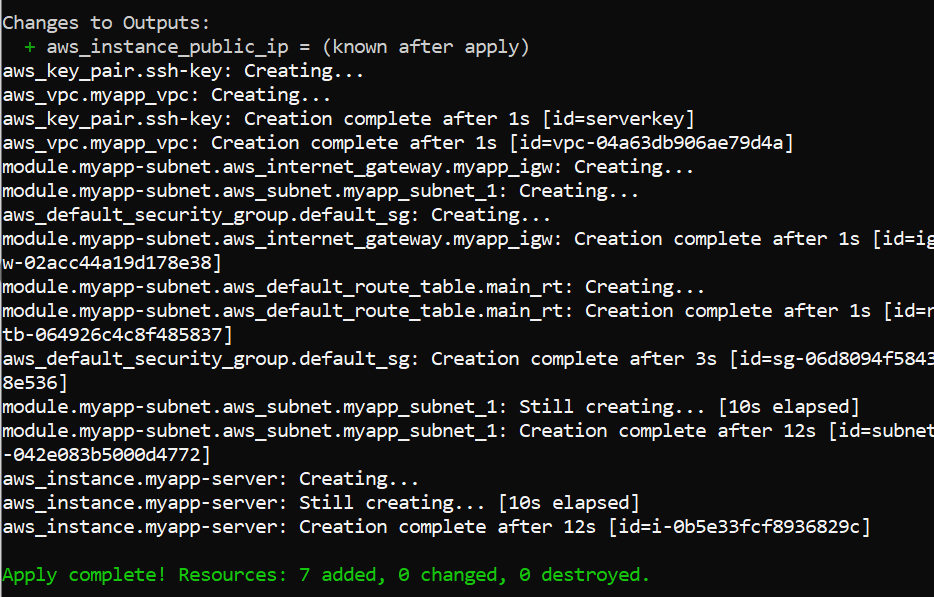 Changes to Outputs:
  + aws_instance_public_ip = (known after apply)
aws_key_pair.ssh-key: Creating...
aws_vpc.myapp_vpc: Creating...
aws_key_pair.ssh-key: Creation complete after 1s [id=serverkey]
aws_vpc.myapp_vpc: Creation complete after 1s [id=vpc-04a63db906ae79d4a]
module.myapp-subnet.aws_internet_gateway.myapp_igw: Creating...
module.myapp-subnet.aws_subnet.myapp_subnet_1: Creating...
aws_default_security_group.default_sg: Creating...
module.myapp-subnet.aws_internet_gateway.myapp_igw: Creation complete after 1s [id=ig
w-02acc44a19d178e38]
module.myapp-subnet.aws_default_route_table.main_rt: Creating...
module.myapp-subnet.aws_default_route_table.main_rt: Creation complete after 1s [id=r
tb-064926c4c8f485837]
aws_default_security_group.default_sg: Creation complete after 3s [id=sg-06d8094f5843
8e536]
module.myapp-subnet.aws_subnet.myapp_subnet_1: Still creating... [10s elapsed]
module.myapp-subnet.aws_subnet.myapp_subnet_1: Creation complete after 12s [id=subnet
-042e083b5000d4772]
aws_instance.myapp-server: Creating...
aws_instance.myapp-server: Still creating... [10s elapsed]
aws_instance.myapp-server: Creation complete after 12s [id=i-0b5e33fcf8936829c]
Apply complete! Resources: 7 added, 0 changed, 0 destroyed.